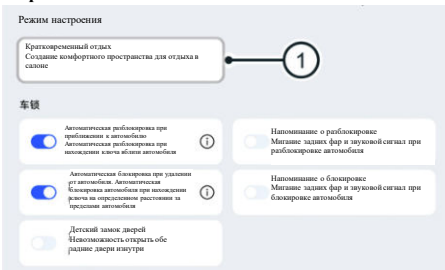 Режим настроения
Кратковременный отдых
Создание комфортного пространства для отдыха в
салоне
1
车锁
Автоматическая разблокировка при
приближении к автомобилю
Автоматическая разблокировка при
нахождении ключа вблизи автомобиля
Напоминание о разблокировке
Мигание задних фар и звуковой сигнал при
разблокировке автомобиля
Автоматическая блокировка при удалении
от автомобиля. Автоматическая
блокировка автомобиля при нахождении
ключа на определенном расстоянии за
пределами автомобиля
Напоминание о блокировке
Мигание задних фар и звуковой сигнал при
блокировке автомобиля
Детский замок дверей
Невозможность открыть обе
задние двери изнутри